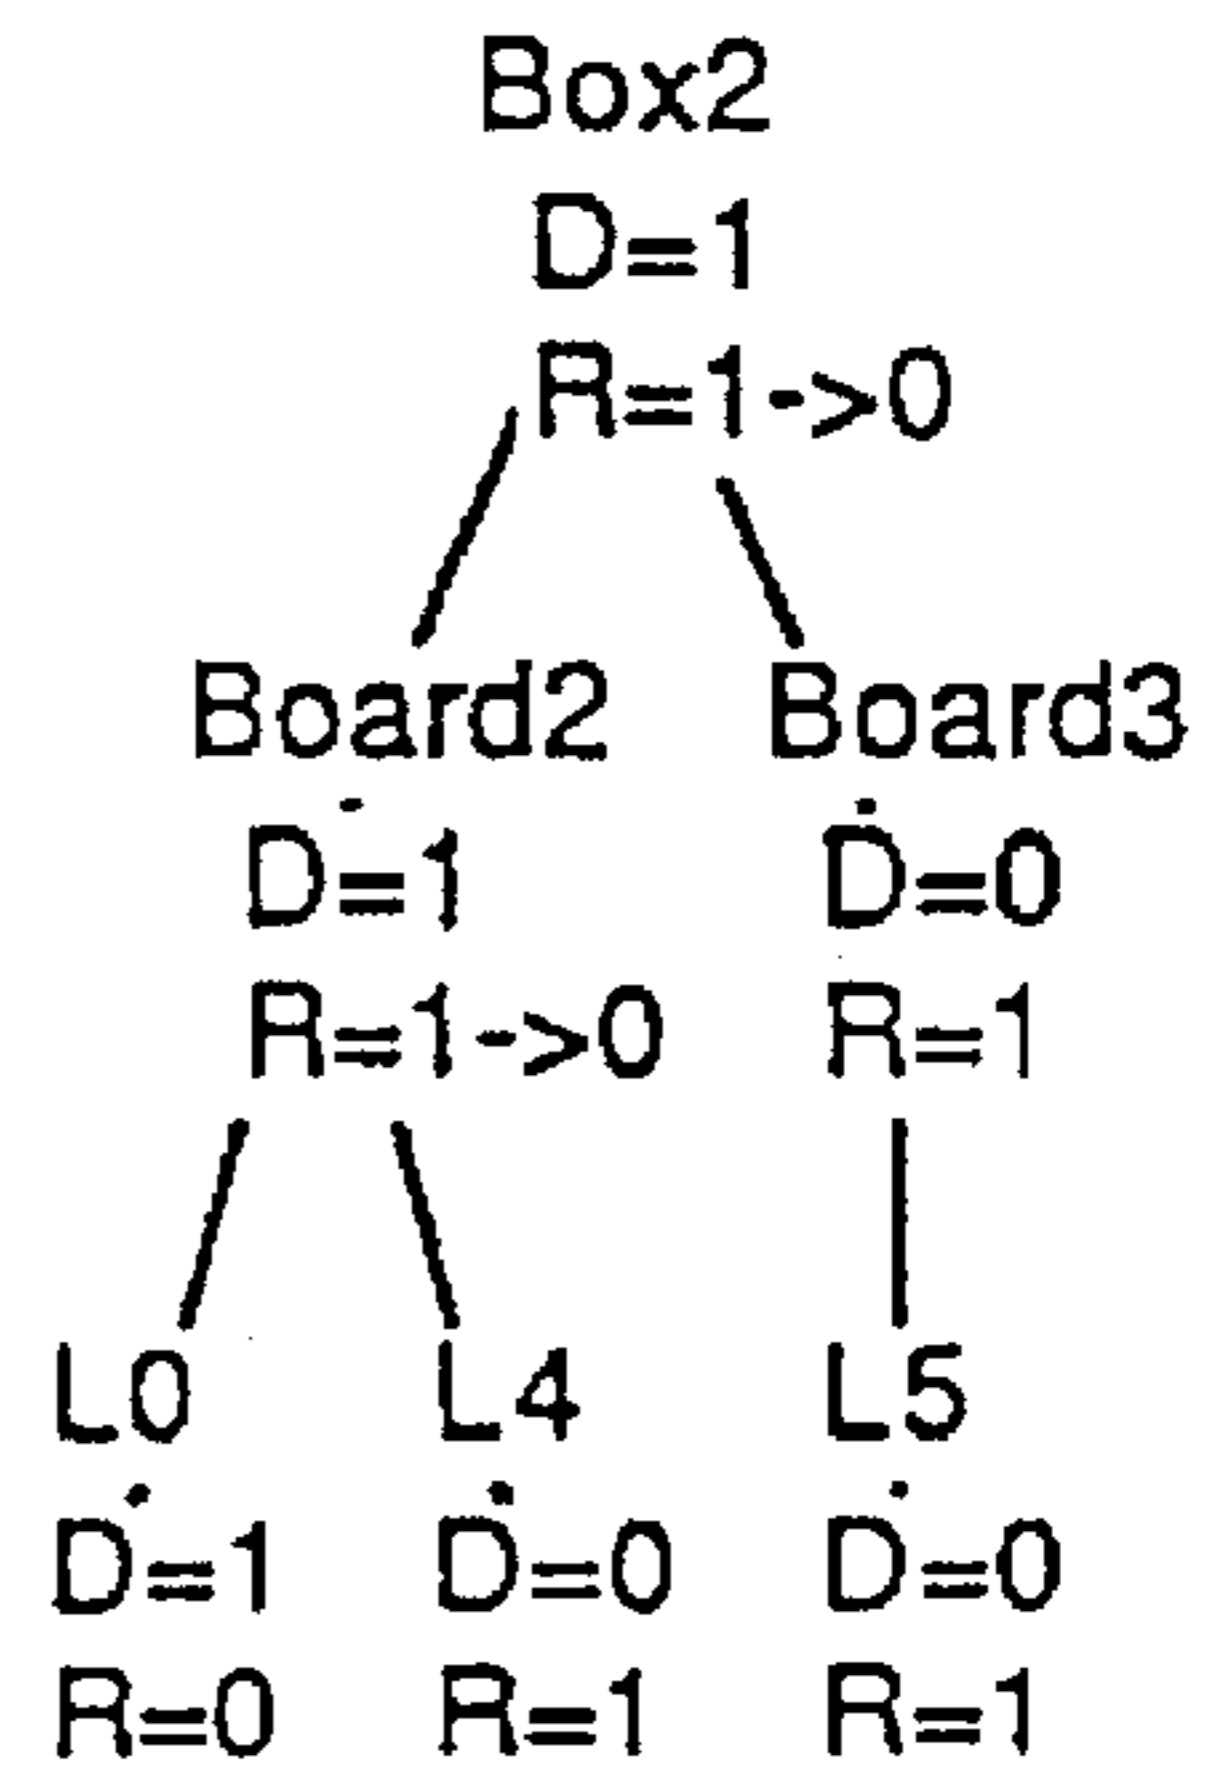 Box2
D=1
R=1->0
Board2 Board3
D=1 D=0
R=1->0 R=1
L0 L4 L5
D=1 D=0 D=0
R=0 R=1 R=1